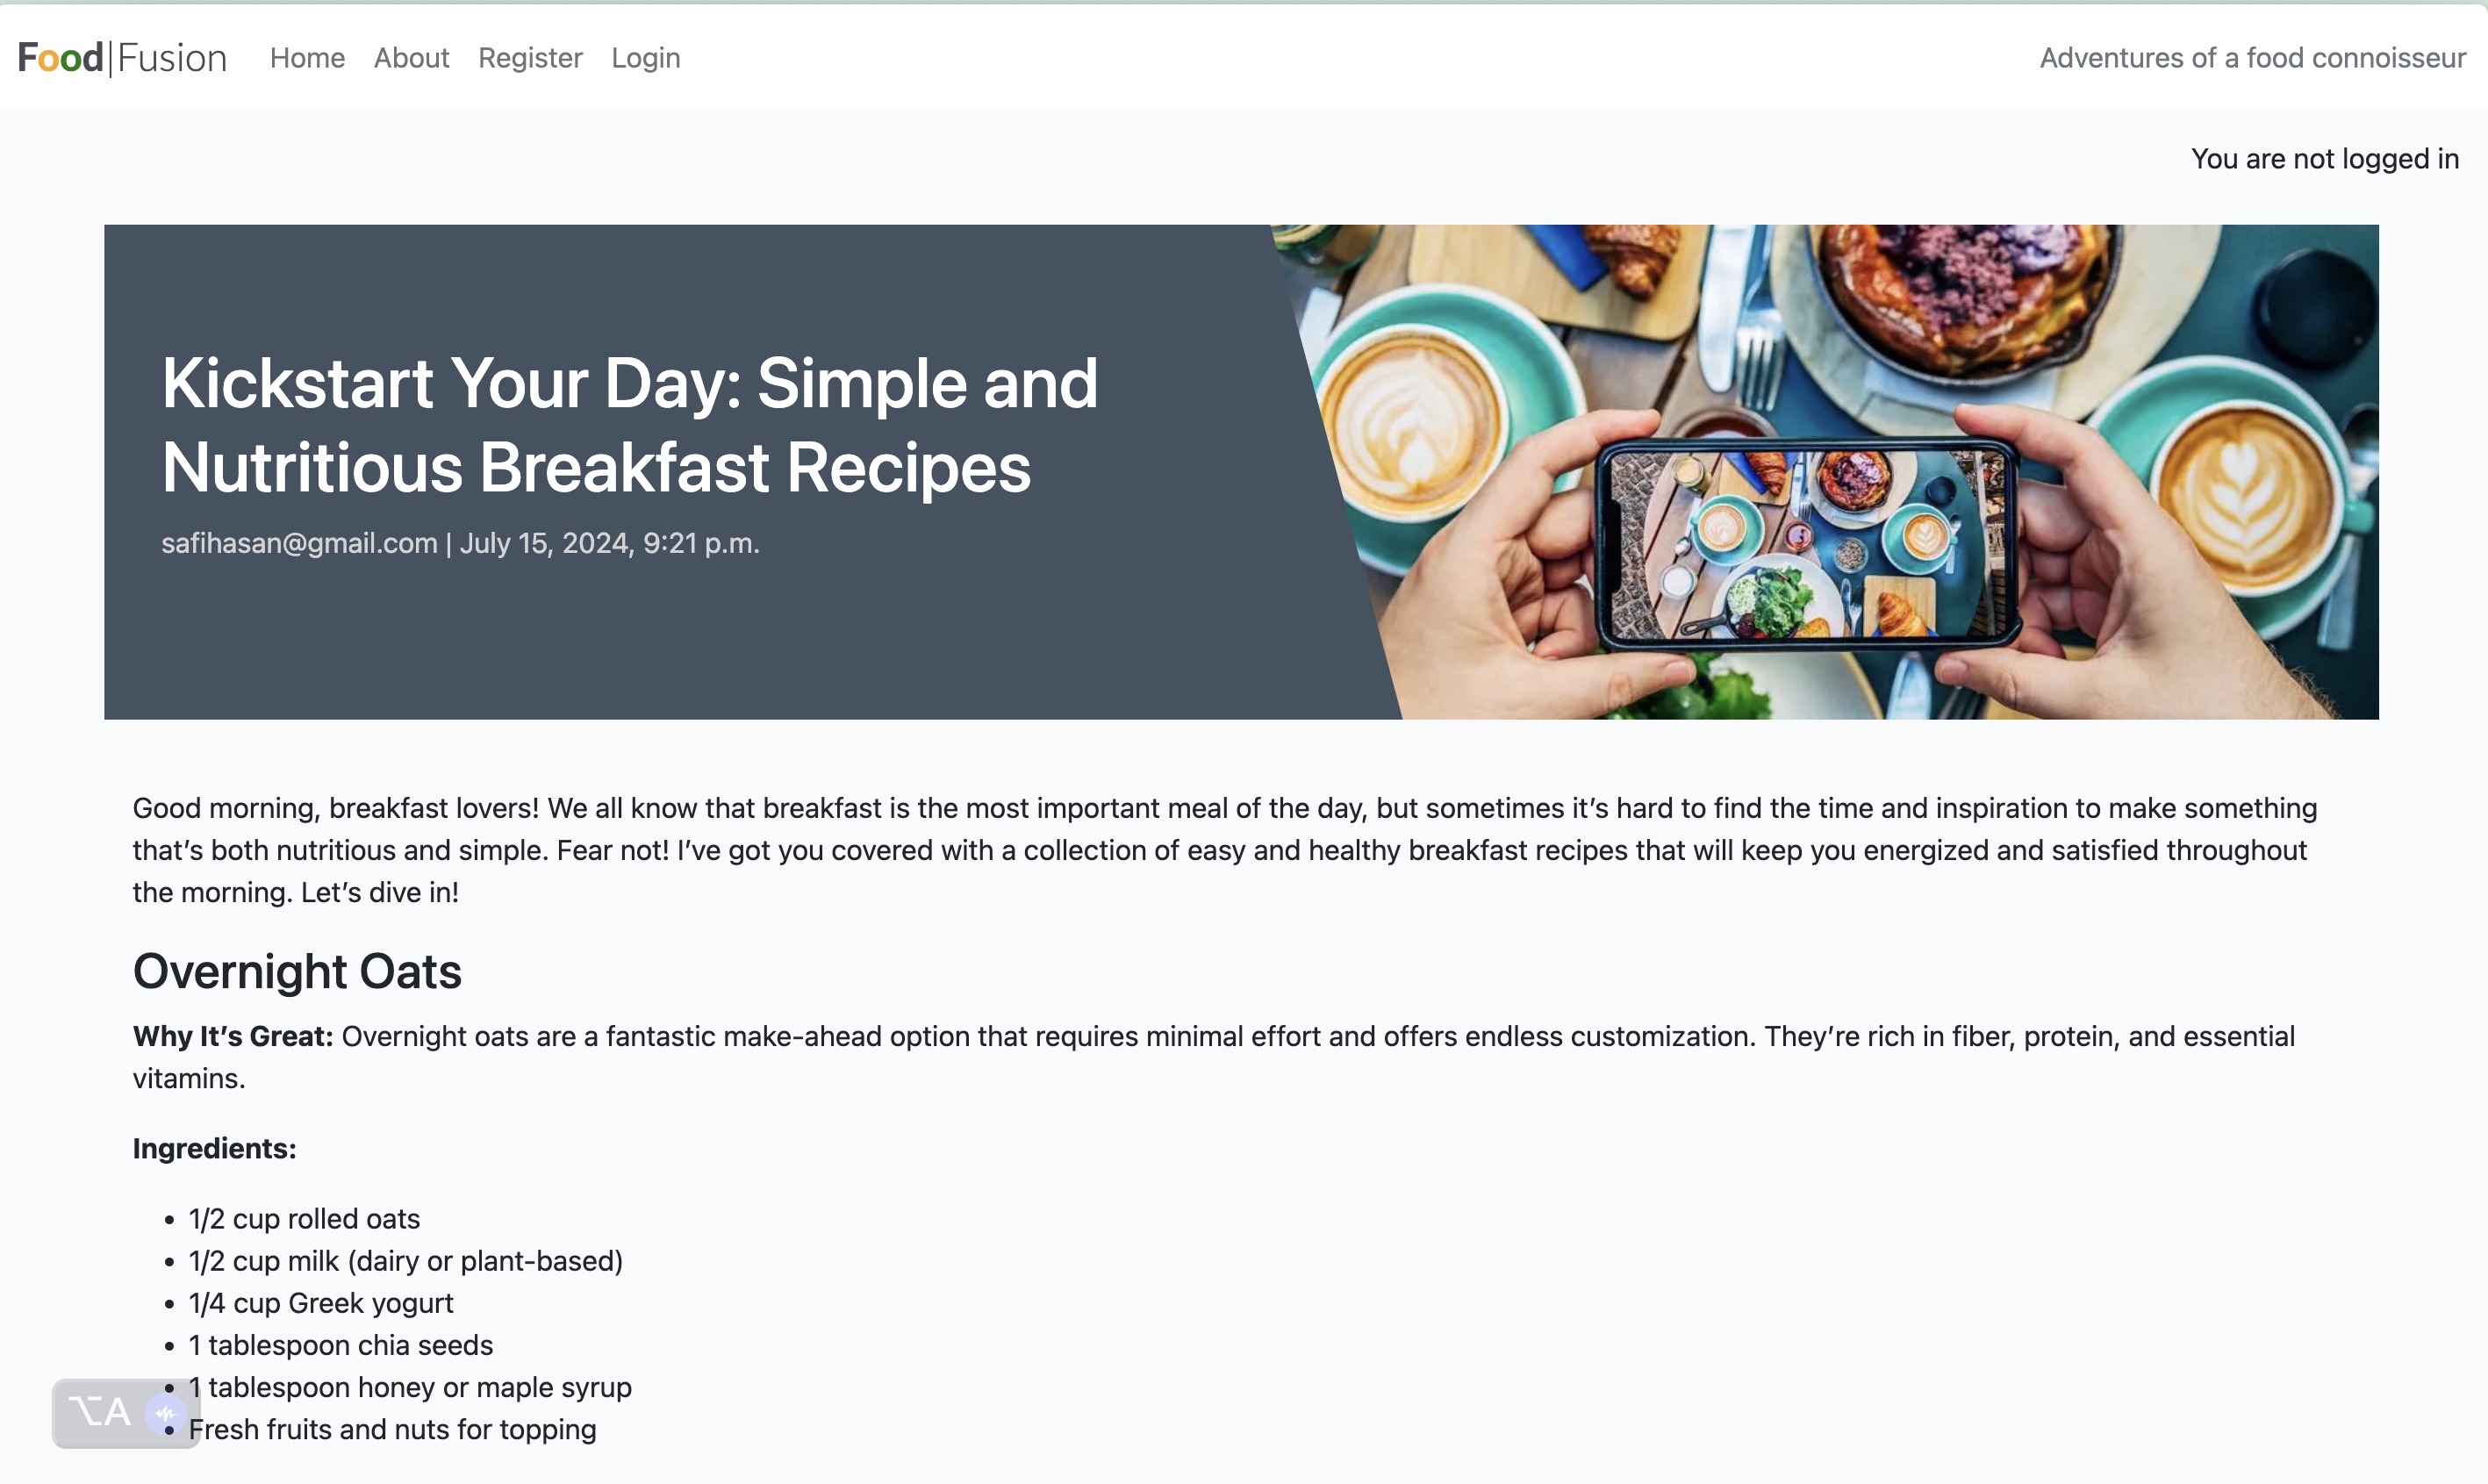 Food|Fusion Home About Register Login Adventures of a food connoisseur
You are not logged in
Kickstart Your Day: Simple and
Nutritious Breakfast Recipes
safihasan@gmail.com | July 15, 2024, 9:21 p.m.
Good morning, breakfast lovers! We all know that breakfast is the most important meal of the day, but sometimes it’s hard to find the time and inspiration to make something
that’s both nutritious and simple. Fear not! I’ve got you covered with a collection of easy and healthy breakfast recipes that will keep you energized and satisfied throughout
the morning. Let’s dive in!
Overnight Oats
Why It’s Great: Overnight oats are a fantastic make-ahead option that requires minimal effort and offers endless customization. They’re rich in fiber, protein, and essential
vitamins.
Ingredients:
• 1/2 cup rolled oats
• 1/2 cup milk (dairy or plant-based)
• 1/4 cup Greek yogurt
• 1 tablespoon chia seeds
• 1 tablespoon honey or maple syrup
⌥A
• Fresh fruits and nuts for topping